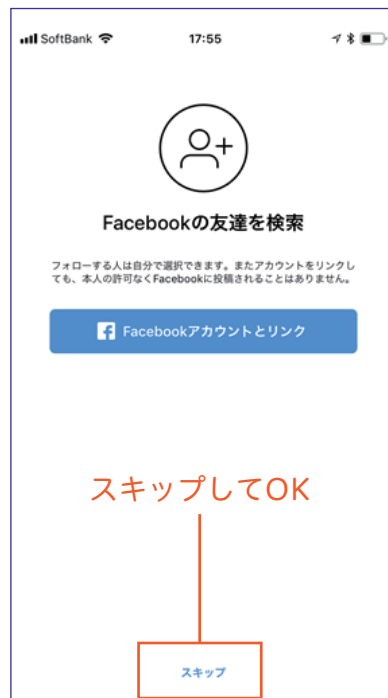 SoftBank 17:55
Facebookの友達を検索
フォローする人は自分で選択できます。またアカウントをリンクし
ても、本人の許可なくFacebookに投稿されることはありません。
Facebookアカウントとリンク
スキップしてOK
スキップ